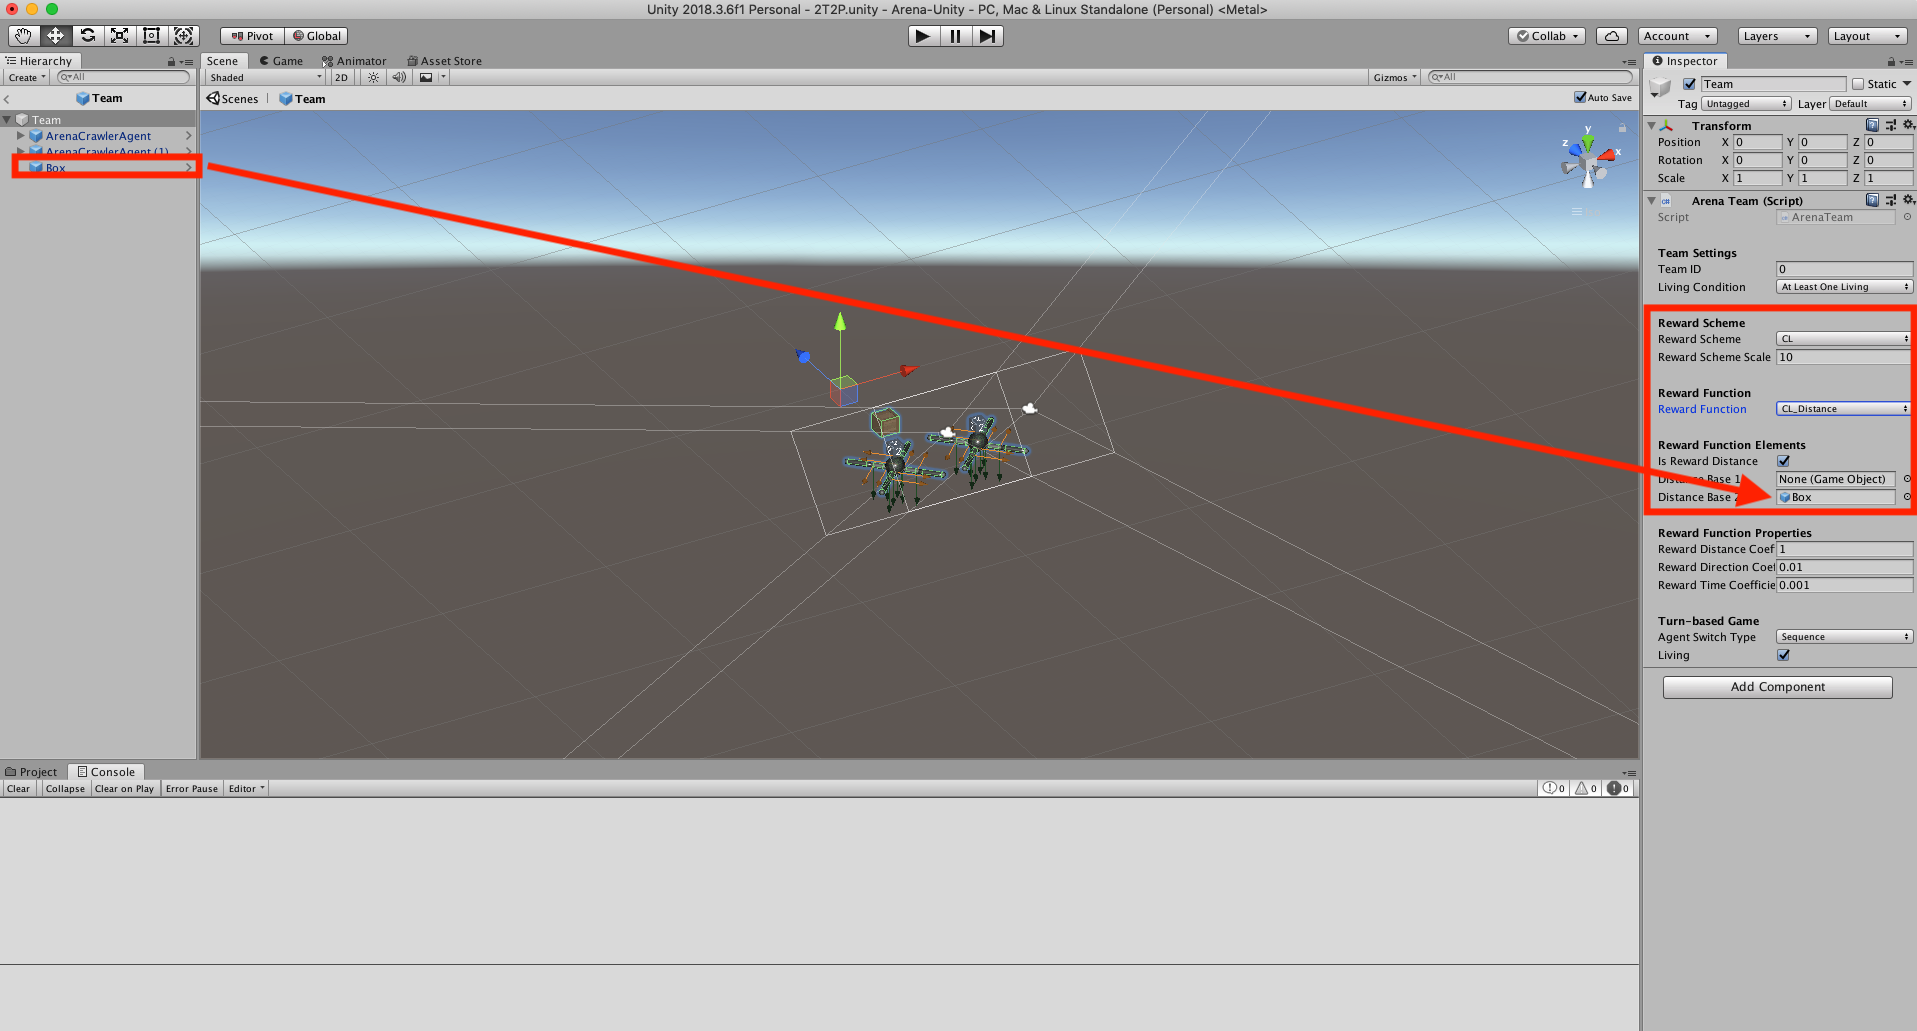 Unity 2018.3.6f1 Personal - 2T2P.unity - Arena-Unity - PC, Mac & Linux Standalone (Personal) <Metal>
Pivot Global Collab Account Layers Layout
Hierarchy Scene Game Animator Asset Store Inspector
Create All Shaded 2D Gizmos All
Team
Scenes Team Auto Save
Team
ArenaCrawlerAgent
ArenaCrawlerAgent (1)
Box
y
z
x
2
2
Team Static
Tag Untagged Layer Default
Transform
Position X 0 Y 0 Z 0
Rotation X 0 Y 0 Z 0
Scale X 1 Y 1 Z 1
Arena Team (Script)
Script ArenaTeam
Team Settings
Team ID 0
Living Condition At Least One Living
Reward Scheme
Reward Scheme CL
Reward Scheme Scale 10
Reward Function
Reward Function CL_Distance
Reward Function Elements
Is Reward Distance
Distance Base 1 None (Game Object)
Distance Base Box
Reward Function Properties
Reward Distance Coef 1
Reward Direction Coef 0.01
Reward Time Coefficie 0.001
Turn-based Game
Agent Switch Type Sequence
Living
Add Component
Project Console
Clear Collapse Clear on Play Error Pause Editor 0 0 0